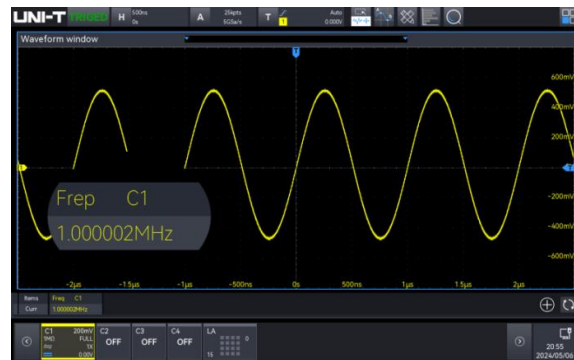 UNI-T TRIGED H 500ns 0s A 25kpts 5GSa/s T 1 Auto 0.000V
Waveform window
T
600mV
400mV
200mV
1
T
-200mV
-400mV
-600mV
Frep C1
1.000002MHz
-2μs -1.5μs -1μs -500ns 0s 500ns 1μs 1.5μs 2μs
Items Freq C1
Curr 1.000002MHz
C1 200mV C2 C3 C4 LA
1MΩ FULL OFF OFF OFF 0
1X
0.00V 15
20:55
2024/05/06